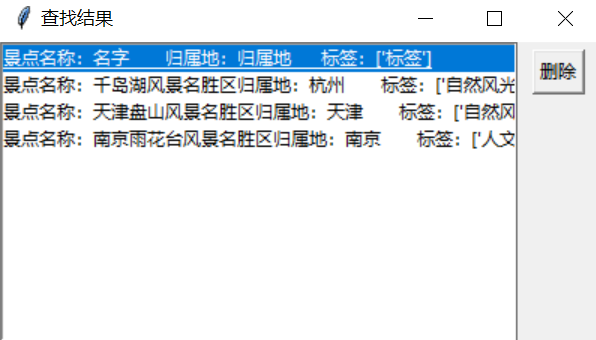 查找结果
景点名称：名字 归属地：归属地 标签：['标签']
删除
景点名称：千岛湖风景名胜区归属地：杭州 标签：['自然风光
景点名称：天津盘山风景名胜区归属地：天津 标签：['自然风
景点名称：南京雨花台风景名胜区归属地：南京 标签：['人文